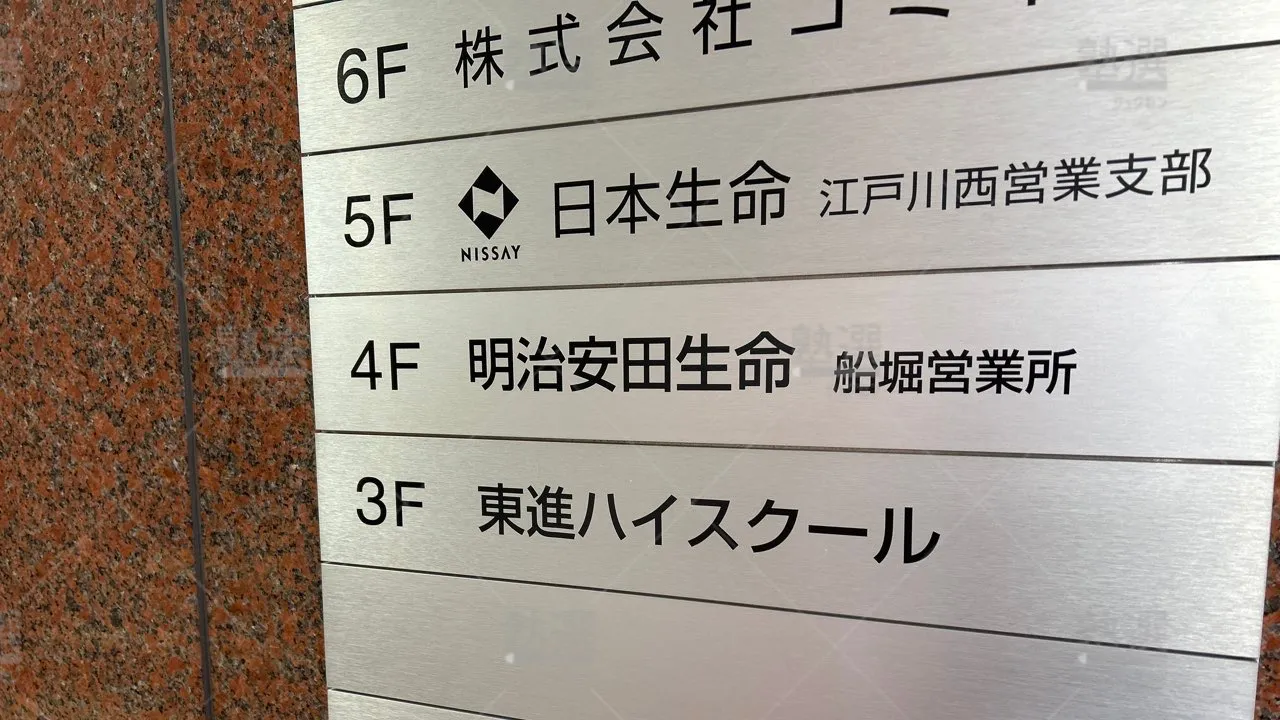 6F 株式会社コミ
5F NISSAY 日本生命 江戸川西営業支部
4F 明治安田生命 船堀営業所
3F 東進ハイスクール